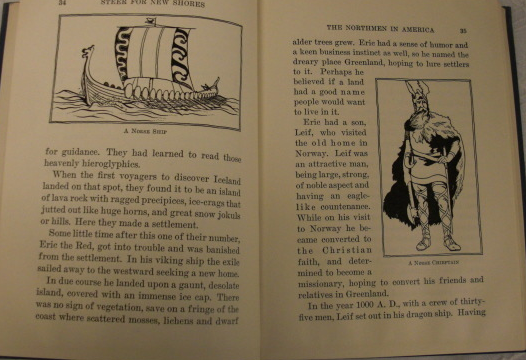 34 STEER FOR NEW SHORES
A NORSE SHIP
for guidance. They had learned to read those
heavenly hieroglyphics.
When the first voyagers to discover Iceland
landed on that spot, they found it to be an island
of lava rock with ragged precipices, ice-crags that
jutted out like huge horns, and great snow jokuls
or hills. Here they made a settlement.
Some little time after this one of their number,
Eric the Red, got into trouble and was banished
from the settlement. In his viking ship the exile
sailed away to the westward seeking a new home.
In due course he landed upon a gaunt, desolate
island, covered with an immense ice cap. There
was no sign of vegetation, save on a fringe of the
coast where scattered mosses, lichens and dwarf
THE NORTHMEN IN AMERICA 35
alder trees grew. Eric had a sense of humor and
a keen business instinct as well, so he named the
dreary place Greenland, hoping to lure settlers
to it. Perhaps he
believed if a land
had a good name
people would want
to live in it.
Eric had a son,
Leif, who visited
the old home in
Norway. Leif was
an attractive man,
being large, strong,
of noble aspect and
having an eagle-
like countenance.
While on his visit
to Norway he be-
came converted to
the Christian
faith, and deter-
mined to become a
A NORSE CHIEFTAIN
missionary, hoping to convert his friends and
relatives in Greenland.
In the year 1000 A. D., with a crew of thirty-
five men, Leif set out in his dragon ship. Having